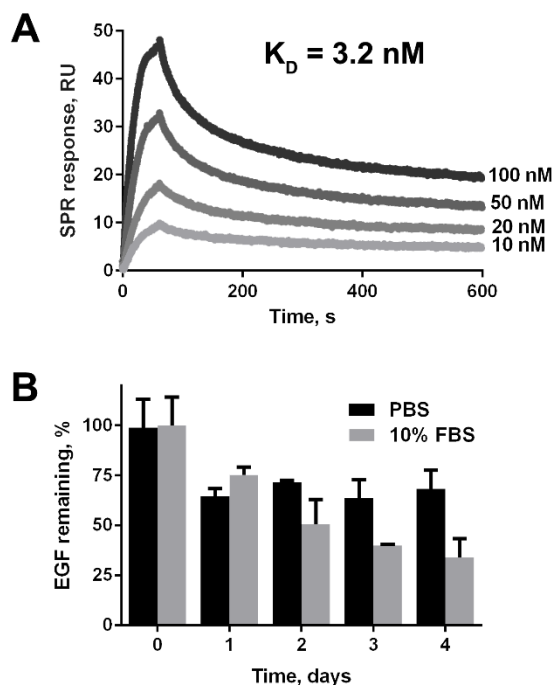 A
K_D = 3.2 nM
SPR response, RU
50
40
30
20
10
0
100 nM
50 nM
20 nM
10 nM
0
200
400
600
Time, s
B
PBS
10% FBS
EGF remaining, %
100
75
50
25
0
0
1
2
3
4
Time, days